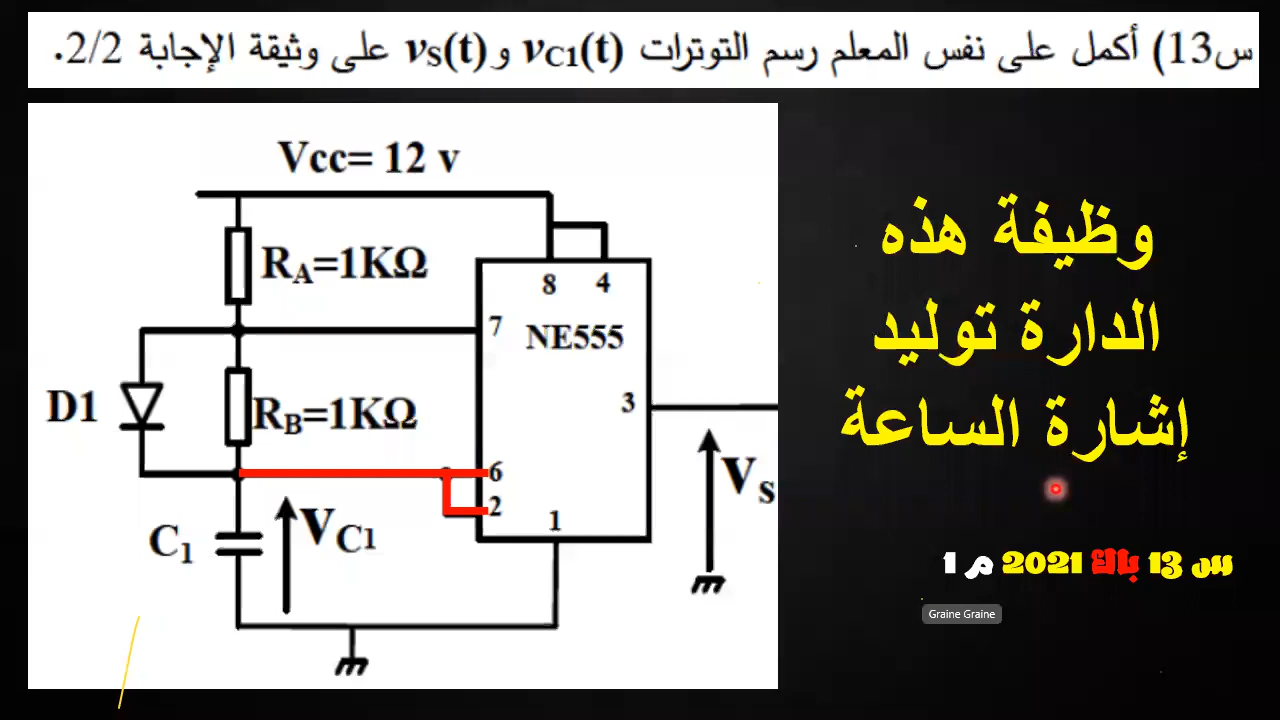 س13) أكمل على نفس المعلم رسم التوترات vC1(t) و vS(t) على وثيقة الإجابة 2/2.
Vcc= 12 v
RA=1KΩ
8 4
7
NE555
D1
RB=1KΩ
3
6
2
VS
C1
VC1
1
وظيفة هذه
الدارة توليد
إشارة الساعة
س 13 باك 2021 م 1
Graine Graine